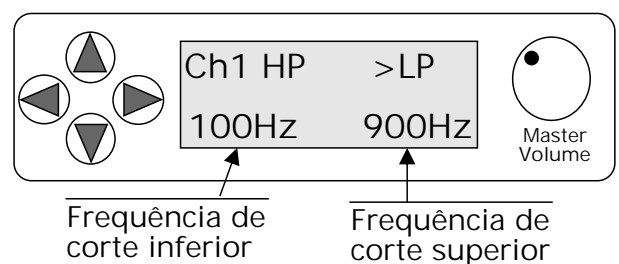 Ch1 HP >LP
100Hz 900Hz
Master
Volume
Frequência de
corte inferior
Frequência de
corte superior